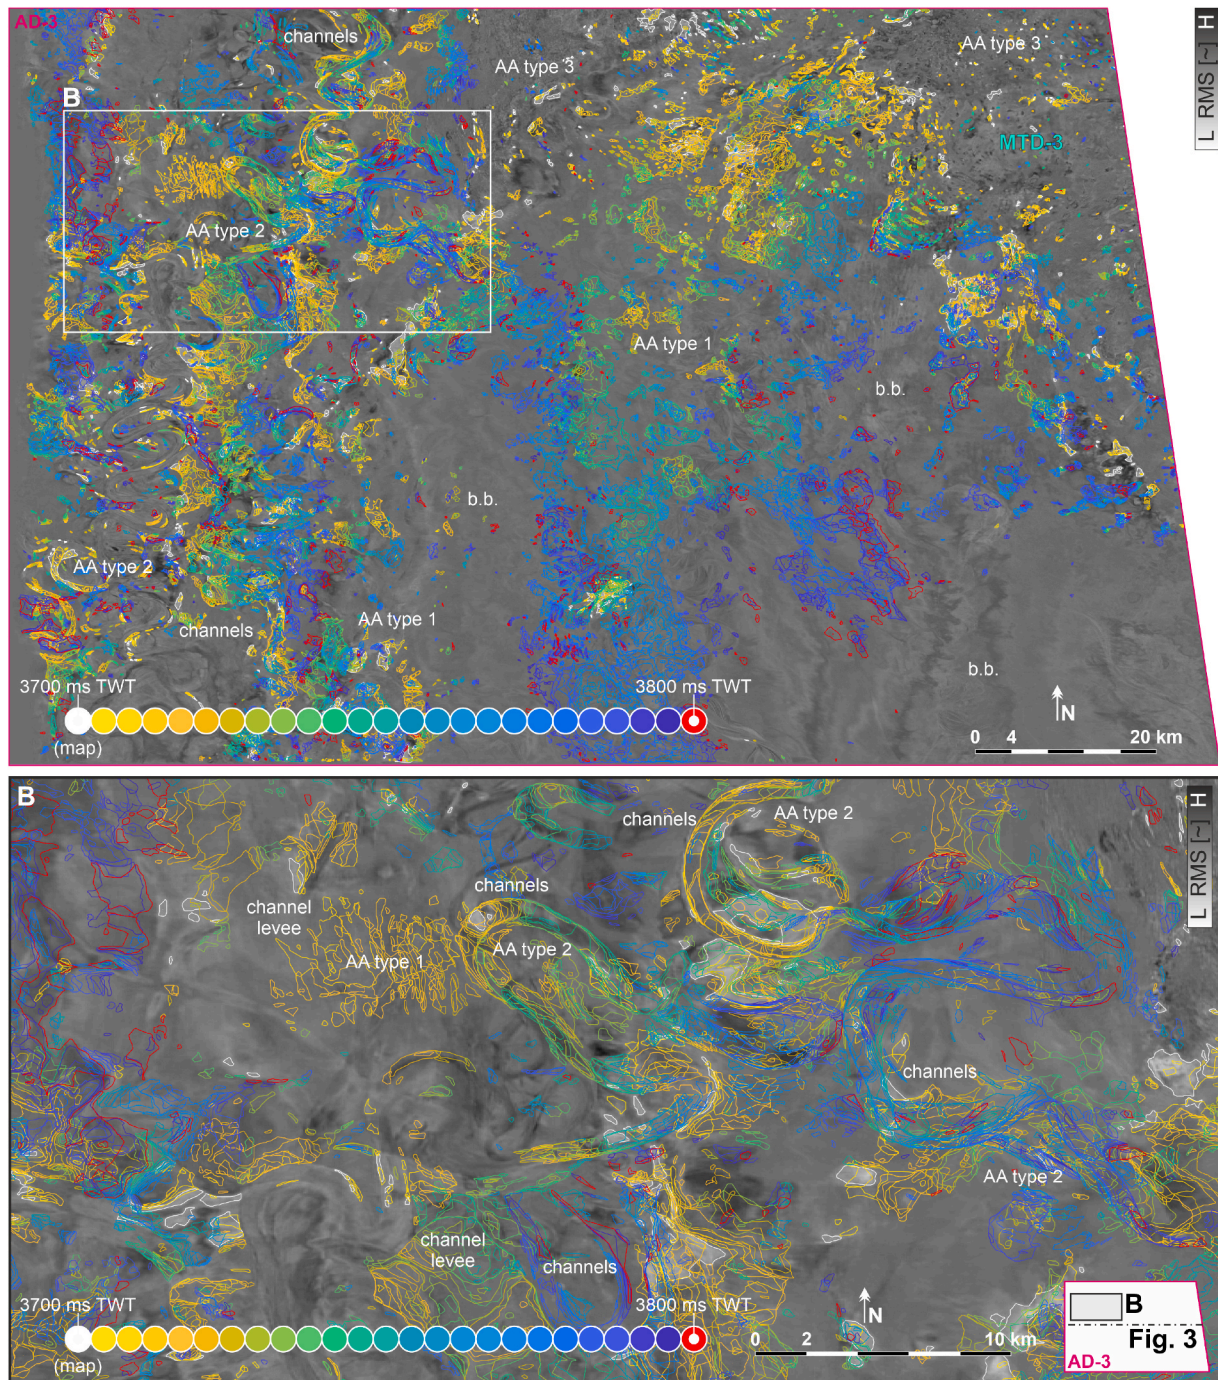 AD-3
channels
AA type 3
AA type 3
L RMS [~] H
B
MTD-3
AA type 2
AA type 1
b.b.
b.b.
AA type 2
channels
AA type 1
b.b.
3700 ms TWT
3800 ms TWT
(map)
N
0 4 20 km
B
channels
AA type 2
L RMS [~] H
channels
channel
levee
AA type 2
AA type 1
channels
AA type 2
channel
levee
channels
3700 ms TWT
3800 ms TWT
(map)
N
0 2 10 km
B
Fig. 3
AD-3